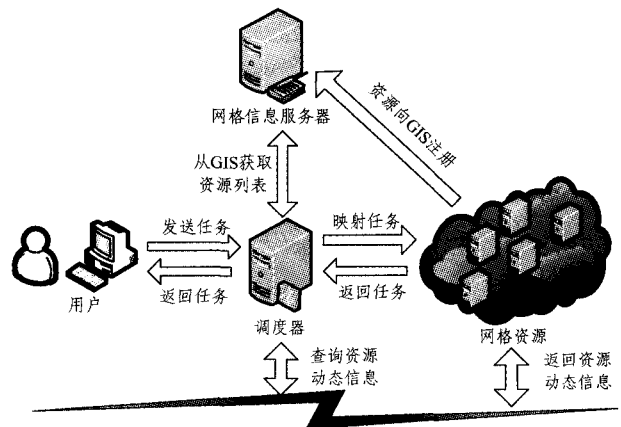 网格信息服务器
资源向GIS注册
从GIS获取
资源列表
发送任务
映射任务
返回任务
返回任务
用户
调度器
网格资源
查询资源
动态信息
返回资源
动态信息